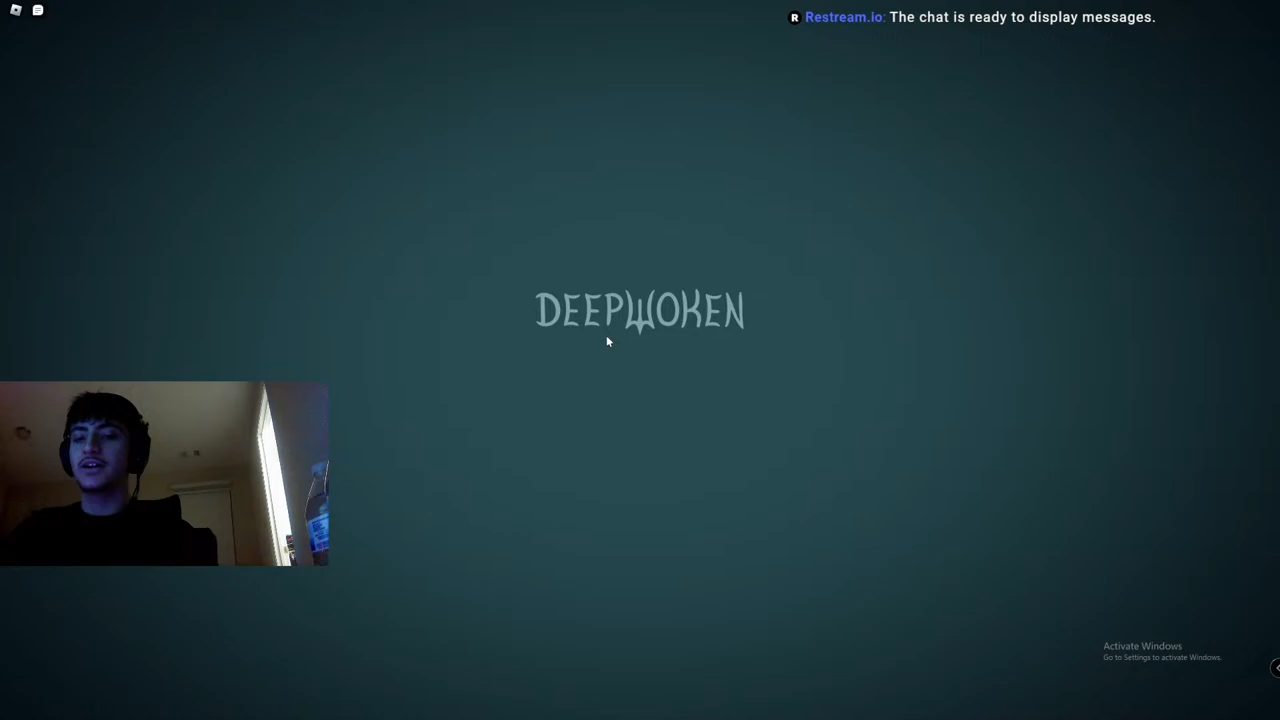 R Restream.io: The chat is ready to display messages.
DEEPWOKEN
Activate Windows
Go to Settings to activate Windows.